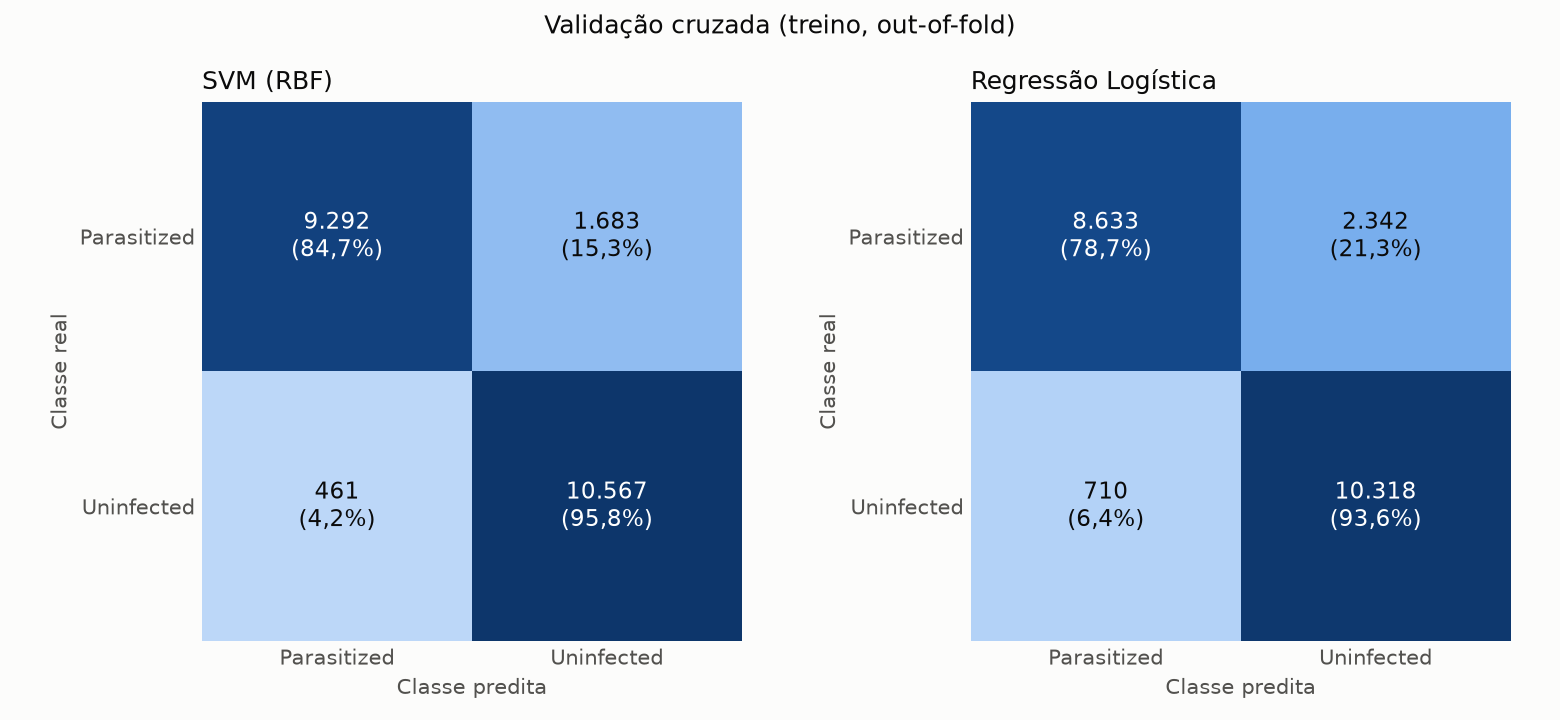 Validação cruzada (treino, out-of-fold)
SVM (RBF)
Classe real
Parasitized
9.292
(84,7%)
1.683
(15,3%)
Uninfected
461
(4,2%)
10.567
(95,8%)
Parasitized
Uninfected
Classe predita
Regressão Logística
Classe real
Parasitized
8.633
(78,7%)
2.342
(21,3%)
Uninfected
710
(6,4%)
10.318
(93,6%)
Parasitized
Uninfected
Classe predita